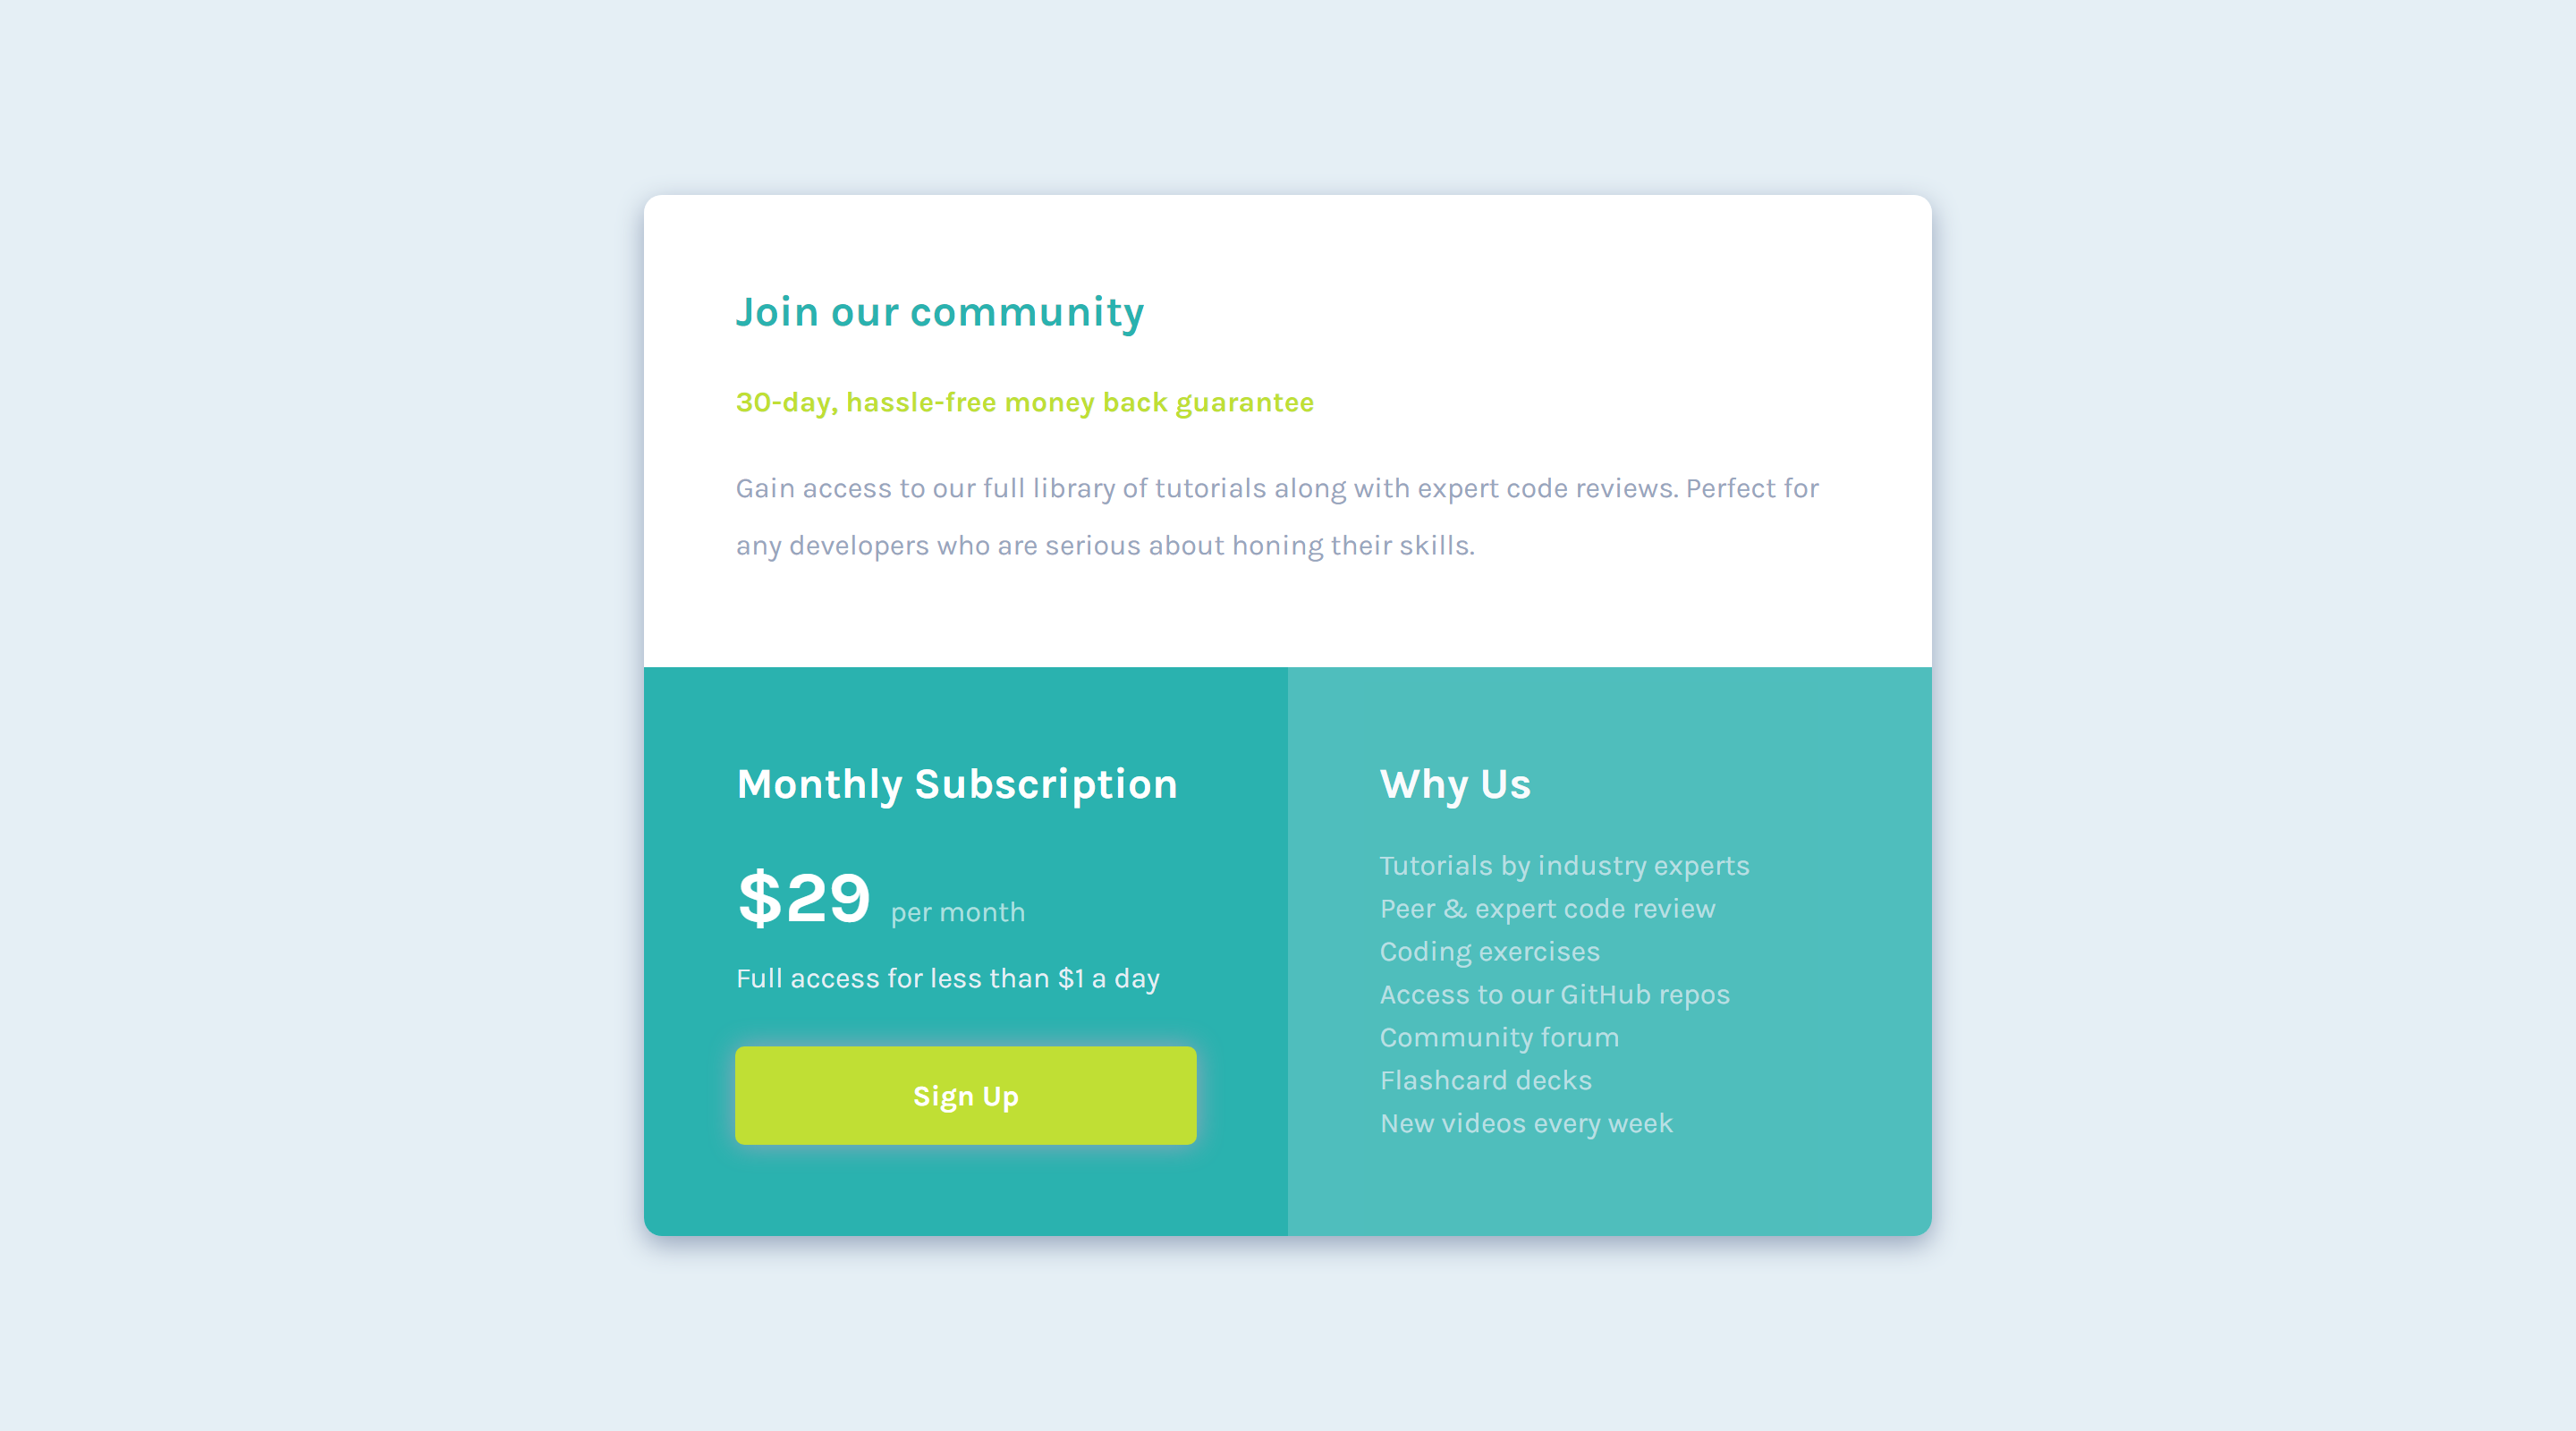 Join our community
30-day, hassle-free money back guarantee
Gain access to our full library of tutorials along with expert code reviews. Perfect for
any developers who are serious about honing their skills.
Monthly Subscription
$29 per month
Full access for less than $1 a day
Sign Up
Why Us
Tutorials by industry experts
Peer & expert code review
Coding exercises
Access to our GitHub repos
Community forum
Flashcard decks
New videos every week